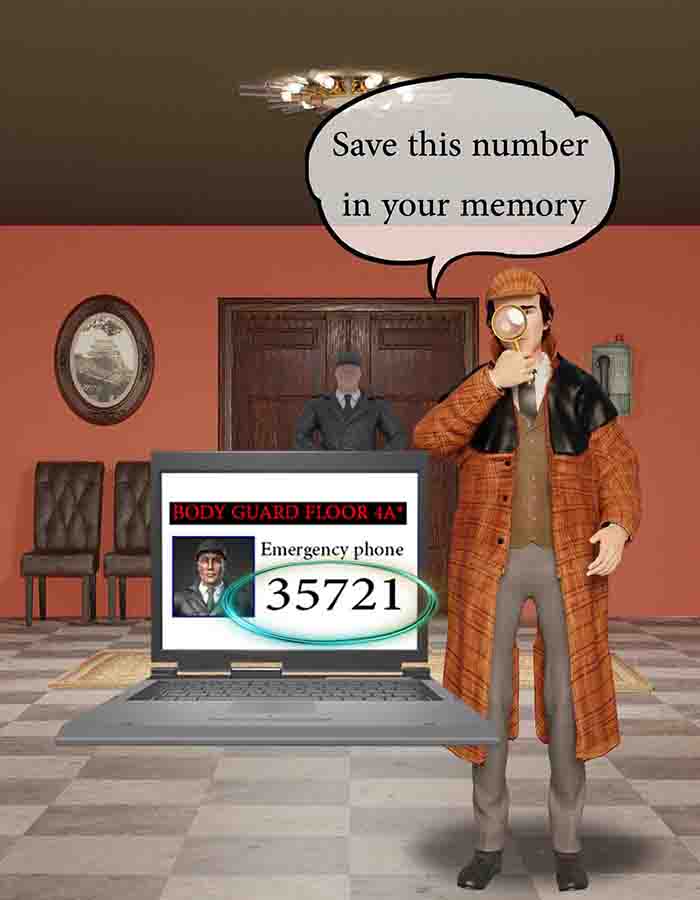 Save this number
in your memory
BODY GUARD FLOOR 4A*
Emergency phone
35721